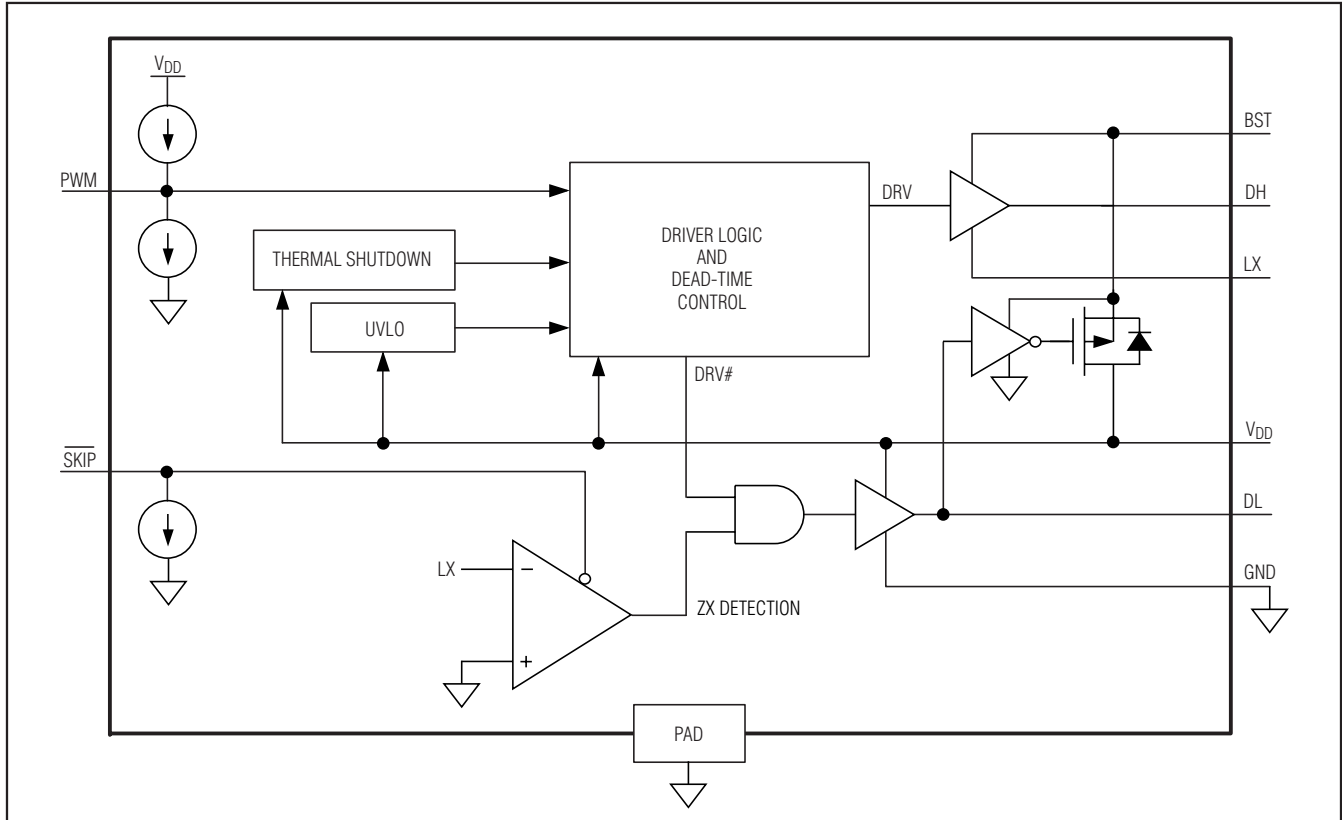 VDD
BST
PWM
DRV
DH
DRIVER LOGIC
AND
DEAD-TIME
CONTROL
THERMAL SHUTDOWN
LX
UVLO
DRV#
VDD
SKIP
DL
LX
−
+
ZX DETECTION
GND
PAD